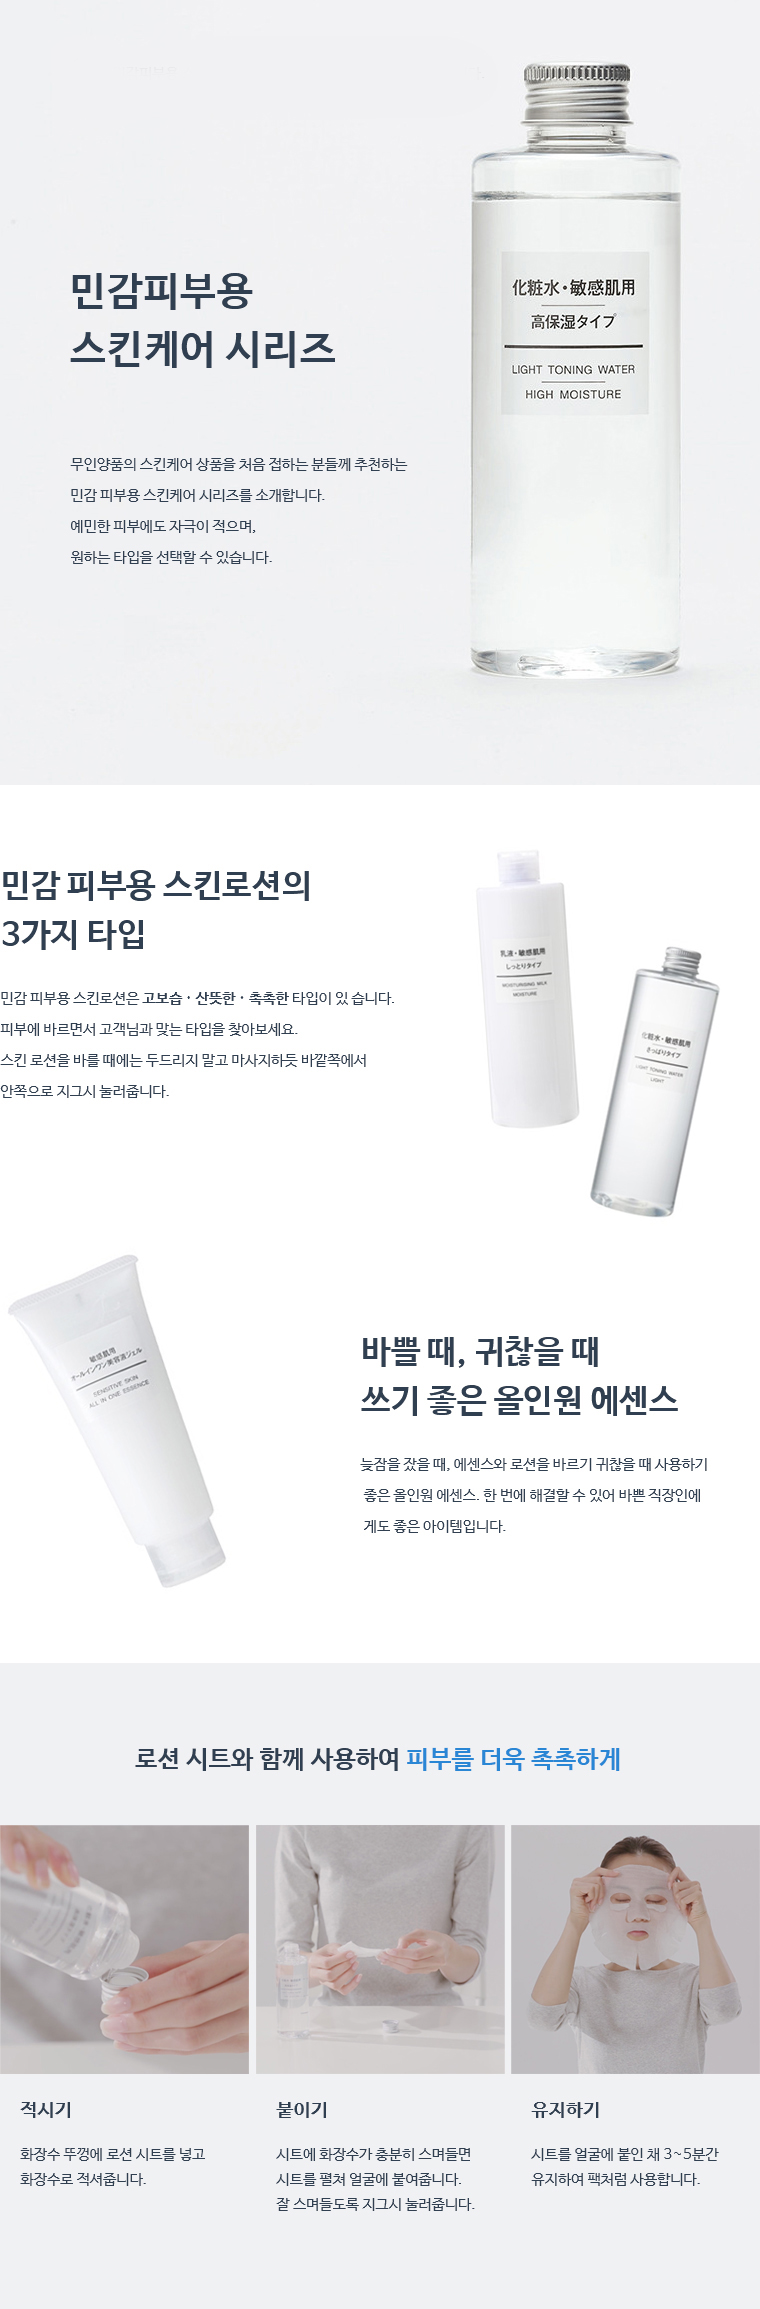 化粧水・敏感肌用
高保湿タイプ
LIGHT TONING WATER
HIGH MOISTURE
민감피부용
스킨케어 시리즈
무인양품의 스킨케어 상품을 처음 접하는 분들께 추천하는
민감 피부용 스킨케어 시리즈를 소개합니다.
예민한 피부에도 자극이 적으며,
원하는 타입을 선택할 수 있습니다.
민감 피부용 스킨로션의
3가지 타입
민감 피부용 스킨로션은 고보습 · 산뜻한 · 촉촉한 타입이 있 습니다.
피부에 바르면서 고객님과 맞는 타입을 찾아보세요.
스킨 로션을 바를 때에는 두드리지 말고 마사지하듯 바깥쪽에서
안쪽으로 지그시 눌러줍니다.
乳液・敏感肌用
しっとりタイプ
MOISTURISING MILK
MOISTURE
化粧水・敏感肌用
さっぱりタイプ
LIGHT TONING WATER
LIGHT
敏感肌用
オールインワン美容液ジェル
SENSITIVE SKIN
ALL IN ONE ESSENCE
바쁠 때, 귀찮을 때
쓰기 좋은 올인원 에센스
늦잠을 잤을 때, 에센스와 로션을 바르기 귀찮을 때 사용하기
좋은 올인원 에센스. 한 번에 해결할 수 있어 바쁜 직장인에
게도 좋은 아이템입니다.
로션 시트와 함께 사용하여 피부를 더욱 촉촉하게
적시기
화장수 뚜껑에 로션 시트를 넣고
화장수로 적셔줍니다.
붙이기
시트에 화장수가 충분히 스며들면
시트를 펼쳐 얼굴에 붙여줍니다.
잘 스며들도록 지그시 눌러줍니다.
유지하기
시트를 얼굴에 붙인 채 3~5분간
유지하여 팩처럼 사용합니다.